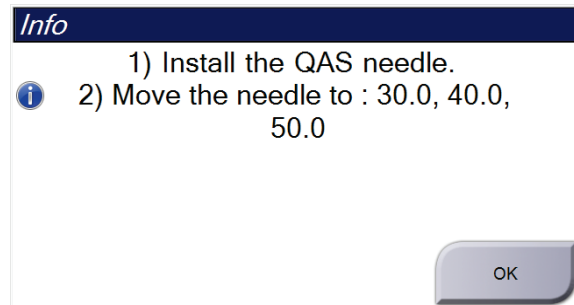 Info
1) Install the QAS needle.
2) Move the needle to : 30.0, 40.0,
50.0
OK